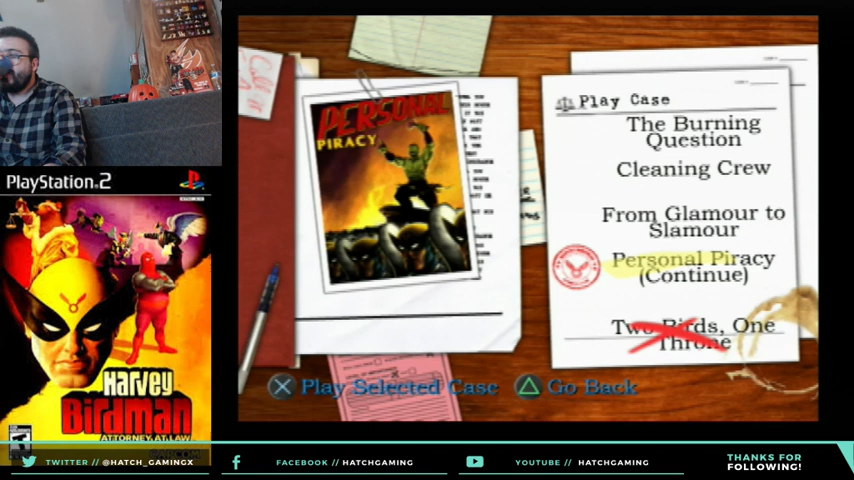 PERSONAL
PIRACY
Play Case
The Burning
Question
Cleaning Crew
From Glamour to
Slamour
Personal Piracy
(Continue)
Two Birds, One
Throne
Play Selected Case
Go Back
PlayStation.2
HARVEY
BIRDMAN
ATTORNEY AT LAW
CAPCOM
TWITTER // @HATCH_GAMINGX
FACEBOOK // HATCHGAMING
YOUTUBE // HATCHGAMING
THANKS FOR
FOLLOWING!